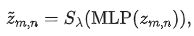 z̃_{m,n} = S_λ(MLP(z_{m,n})),